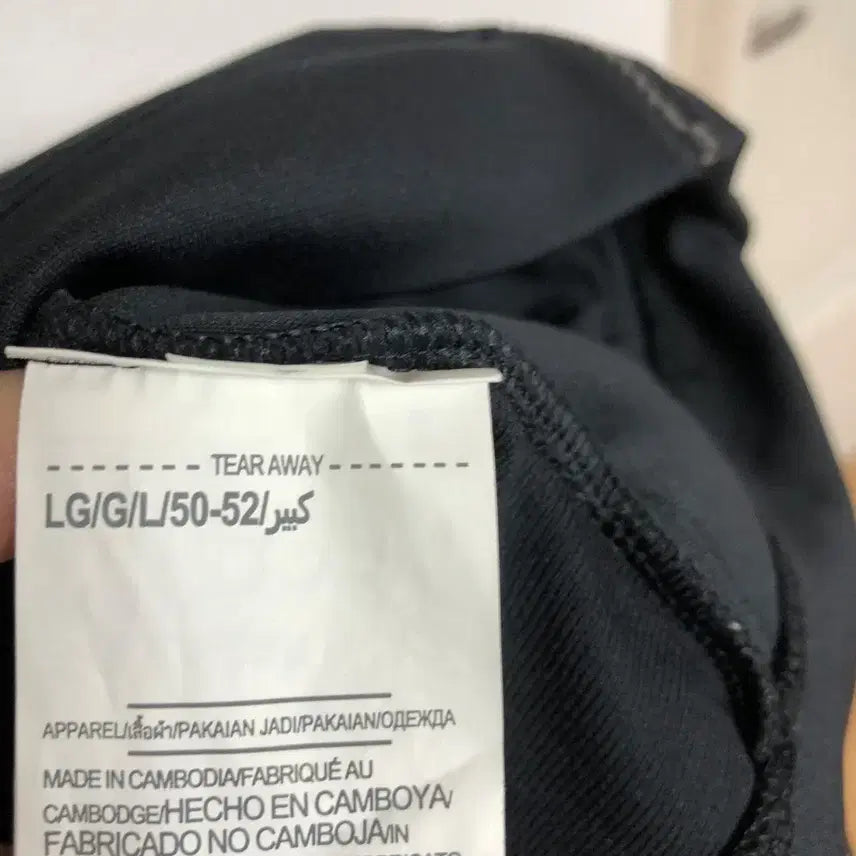 - - - - - - - TEAR AWAY - - - - - - -
LG/G/L/50-52/كبير
APPAREL/เสื้อผ้า/PAKAIAN JADI/PAKAIAN/ОДЕЖДА
MADE IN CAMBODIA/FABRIQUÉ AU
CAMBODGE/HECHO EN CAMBOYA/
FABRICADO NO CAMBOJA/IN